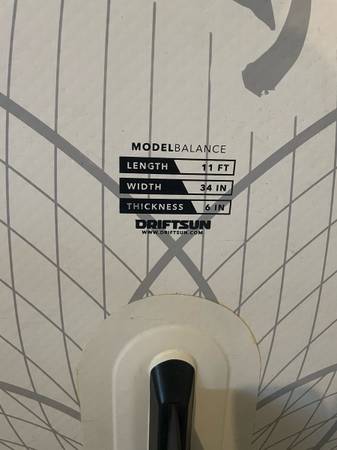 MODELBALANCE
LENGTH 11 FT
WIDTH 34 IN
THICKNESS 6 IN
DRIFTSUN
WWW.DRIFTSUN.COM